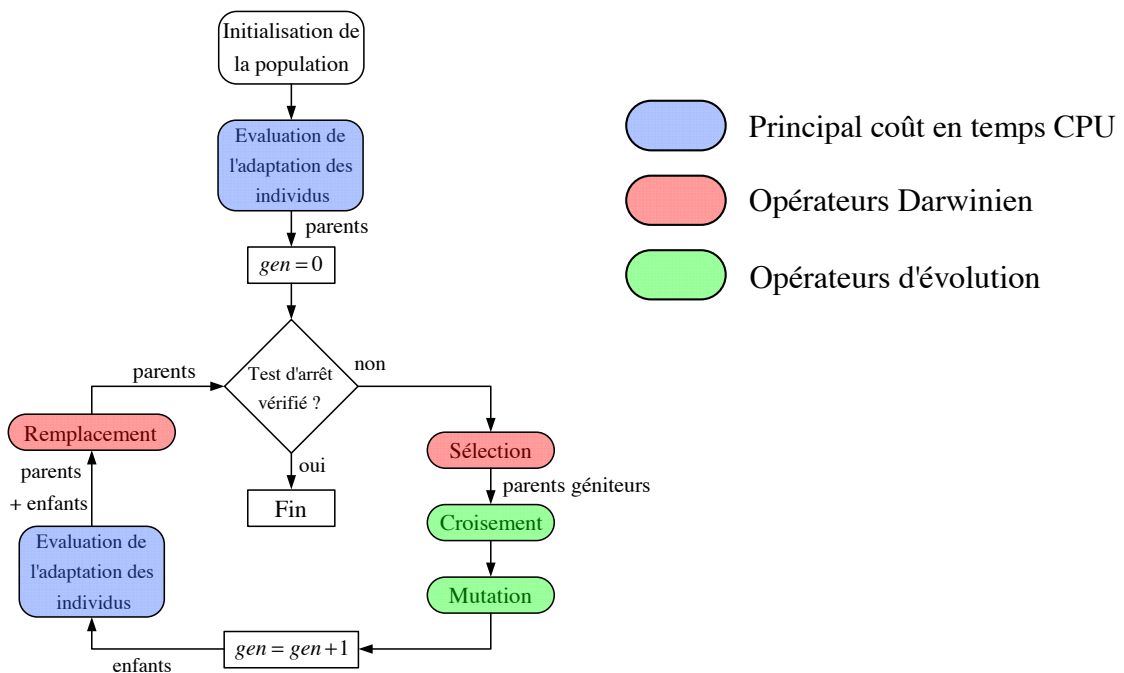 Initialisation de
la population
Evaluation de
l'adaptation des
individus
parents
gen = 0
Test d'arrêt
vérifié ?
non
oui
Fin
Sélection
parents géniteurs
Croisement
Mutation
gen = gen+1
enfants
Evaluation de
l'adaptation des
individus
parents
+ enfants
Remplacement
parents
Principal coût en temps CPU
Opérateurs Darwinien
Opérateurs d'évolution